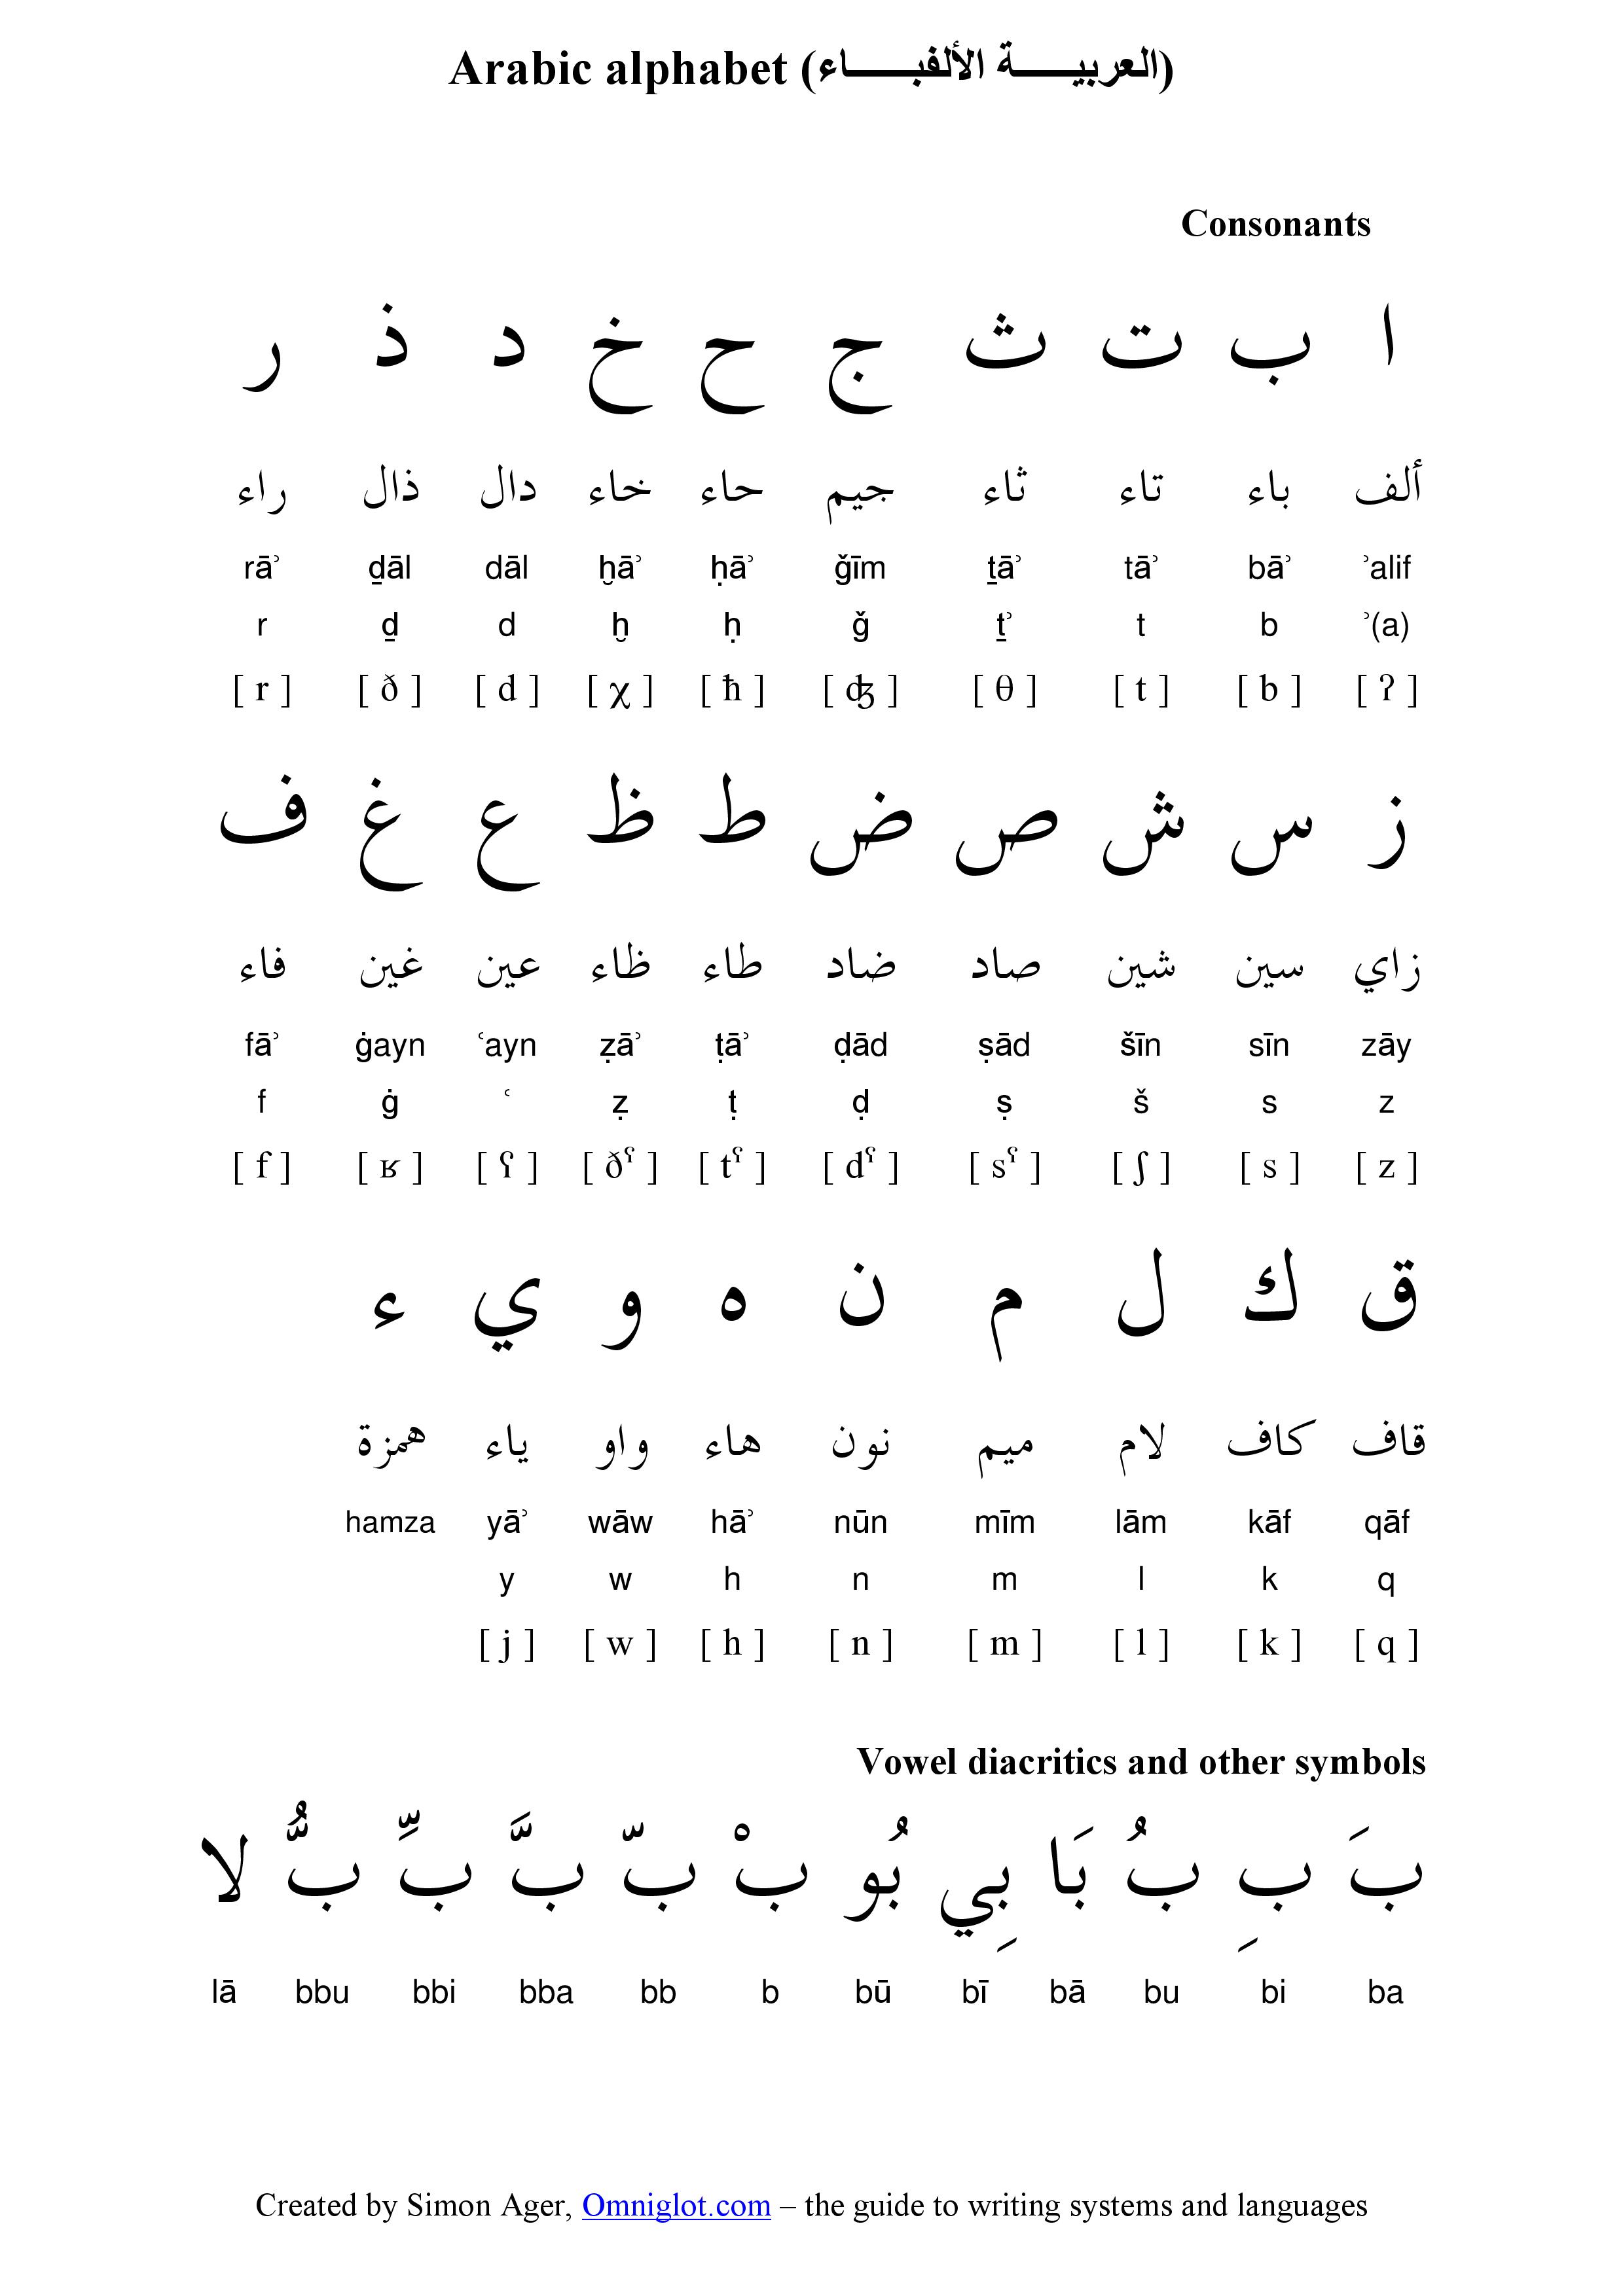 Arabic alphabet (العربيـــــة الألفبـــــاء)
Consonants
ا ب ت ث ج ح خ د ذ ر
ألف باء تاء ثاء جيم حاء خاء دال ذال راء
rāʾ ḏāl dāl ḫāʾ ḥāʾ ǧīm ṯāʾ tāʾ bāʾ ʾalif
r ḏ d ḫ ḥ ǧ ṯʾ t b ʾ(a)
[ r ] [ ð ] [ d ] [ χ ] [ ħ ] [ ʤ ] [ θ ] [ t ] [ b ] [ ʔ ]
ز س ش ص ض ط ظ ع غ ف
زاي سين شين صاد ضاد طاء ظاء عين غين فاء
fāʾ ġayn ʿayn ẓāʾ ṭāʾ ḍād ṣād šīn sīn zāy
f ġ ʿ ẓ ṭ ḍ ṣ š s z
[ f ] [ ʁ ] [ ʕ ] [ ðˤ ] [ tˤ ] [ dˤ ] [ sˤ ] [ ʃ ] [ s ] [ z ]
ق ك ل م ن ه و ي ء
قاف كاف لام ميم نون هاء واو ياء همزة
hamza yāʾ wāw hāʾ nūn mīm lām kāf qāf
y w h n m l k q
[ j ] [ w ] [ h ] [ n ] [ m ] [ l ] [ k ] [ q ]
Vowel diacritics and other symbols
بَ بِ بُ بَا بِي بُو بْ بّ بَّ بِّ بُّ لا
lā bbu bbi bba bb b bū bī bā bu bi ba
Created by Simon Ager, Omniglot.com – the guide to writing systems and languages